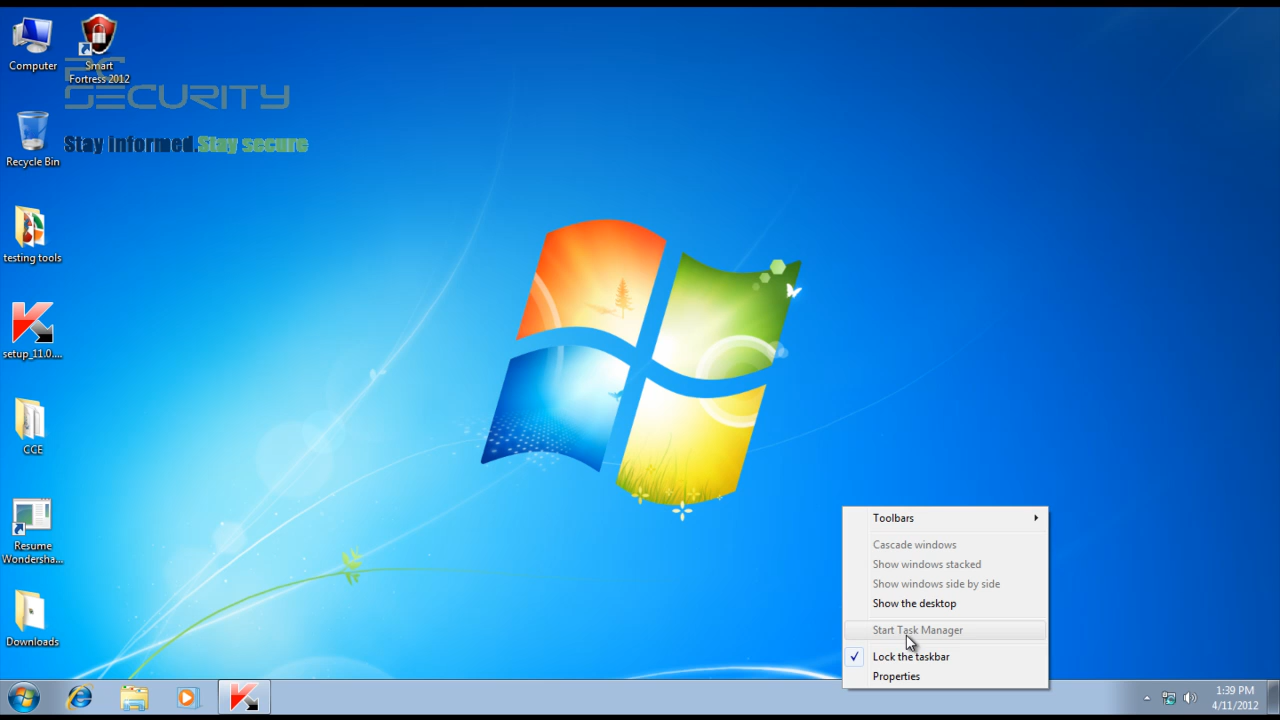 Computer
Smart
Fortress 2012
PC
SECURITY
Stay Informed.Stay secure
Recycle Bin
testing tools
setup_11.0....
CCE
Resume
Wondersha...
Downloads
Toolbars
Cascade windows
Show windows stacked
Show windows side by side
Show the desktop
Start Task Manager
Lock the taskbar
Properties
1:39 PM
4/11/2012